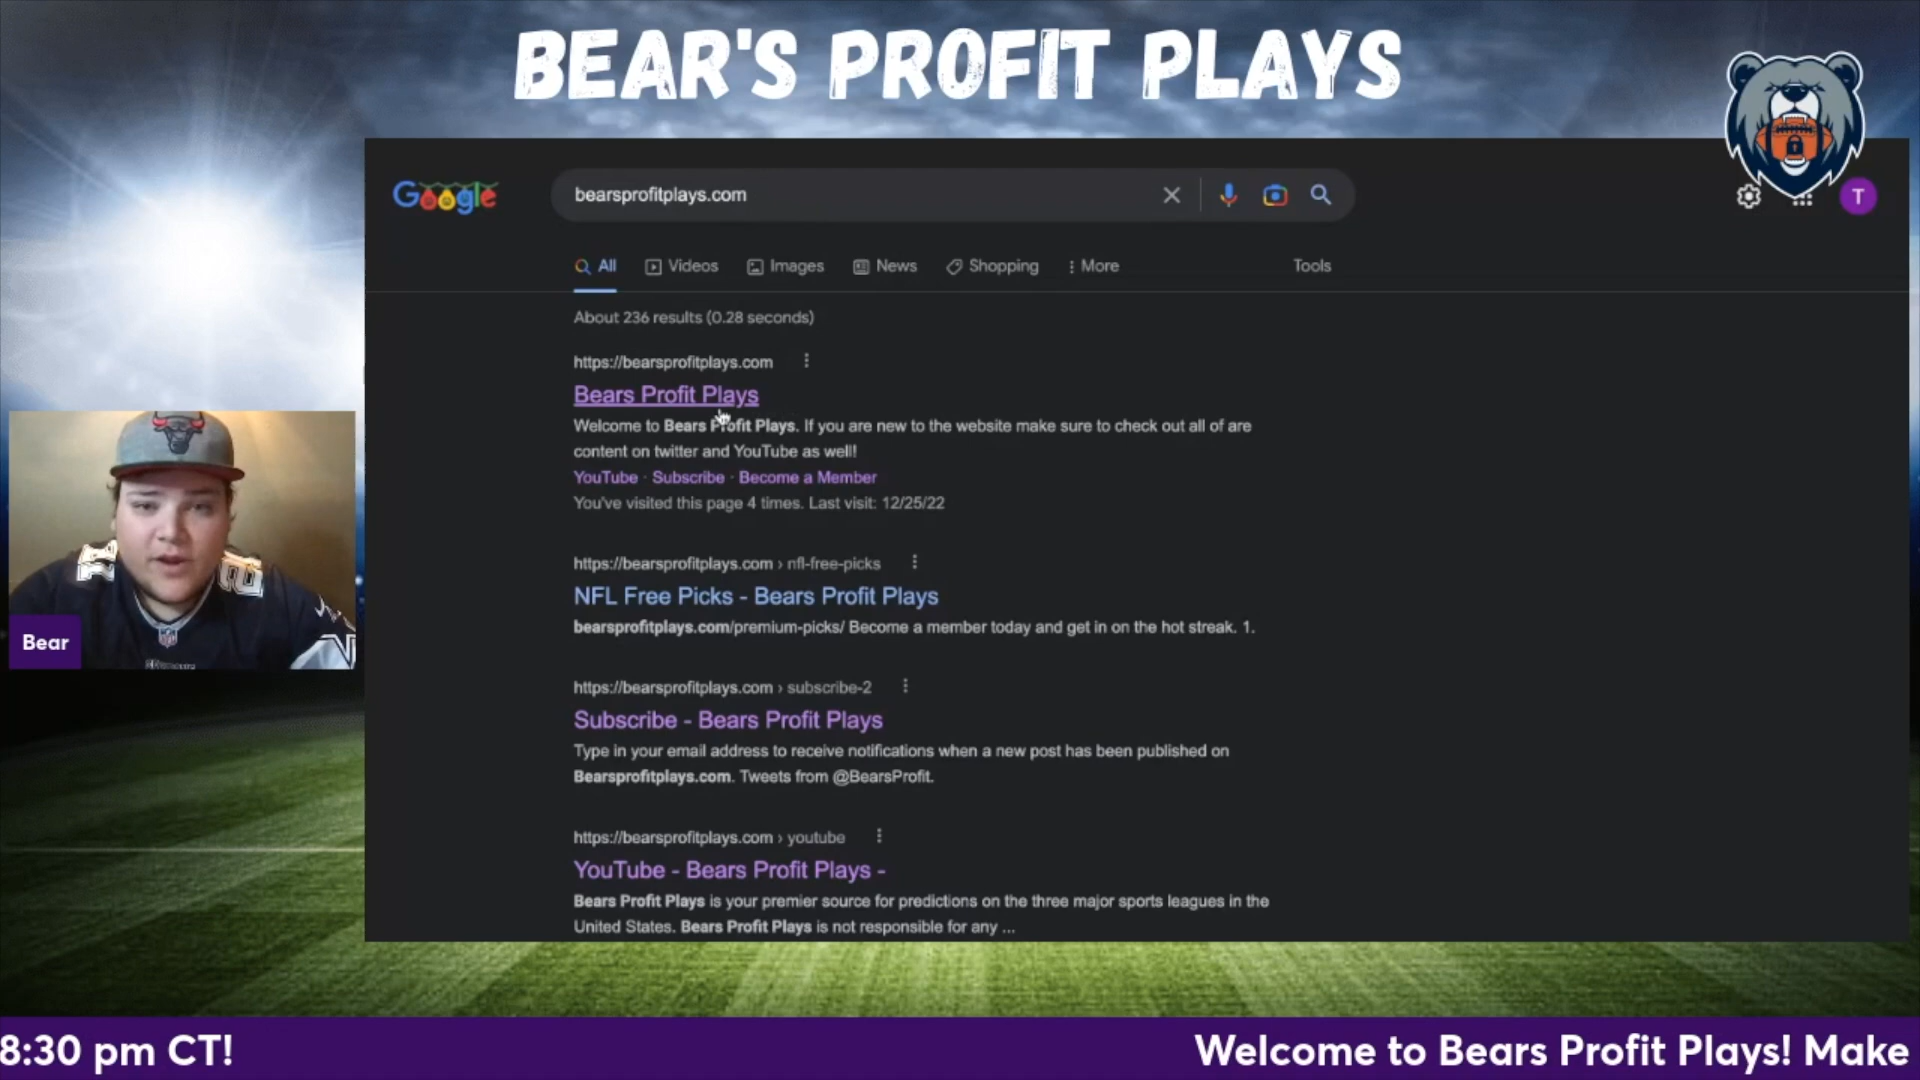 BEAR'S PROFIT PLAYS
Google
bearsprofitplays.com
T
All Videos Images News Shopping More Tools
About 236 results (0.28 seconds)
https://bearsprofitplays.com
Bears Profit Plays
Welcome to Bears Profit Plays. If you are new to the website make sure to check out all of are
content on twitter and YouTube as well!
YouTube · Subscribe · Become a Member
You've visited this page 4 times. Last visit: 12/25/22
https://bearsprofitplays.com › nfl-free-picks
NFL Free Picks - Bears Profit Plays
bearsprofitplays.com/premium-picks/ Become a member today and get in on the hot streak. 1.
https://bearsprofitplays.com › subscribe-2
Subscribe - Bears Profit Plays
Type in your email address to receive notifications when a new post has been published on
Bearsprofitplays.com. Tweets from @BearsProfit.
https://bearsprofitplays.com › youtube
YouTube - Bears Profit Plays -
Bears Profit Plays is your premier source for predictions on the three major sports leagues in the
United States. Bears Profit Plays is not responsible for any ...
Bear
8:30 pm CT!
Welcome to Bears Profit Plays! Make